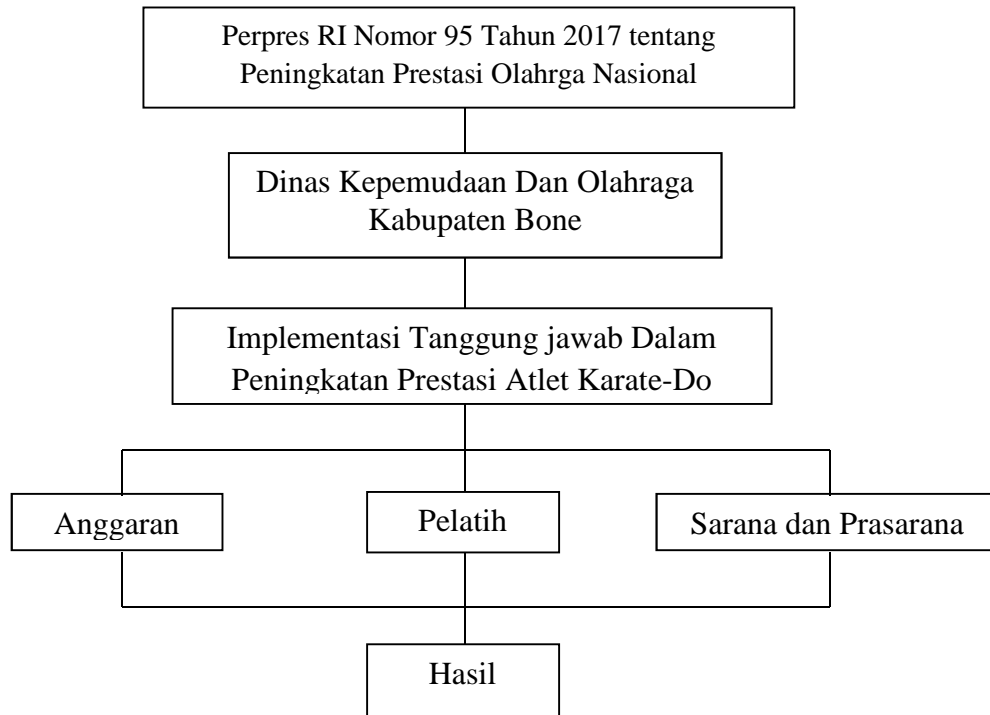 Perpres RI Nomor 95 Tahun 2017 tentang
Peningkatan Prestasi Olahrga Nasional
Dinas Kepemudaan Dan Olahraga
Kabupaten Bone
Implementasi Tanggung jawab Dalam
Peningkatan Prestasi Atlet Karate-Do
Anggaran
Pelatih
Sarana dan Prasarana
Hasil